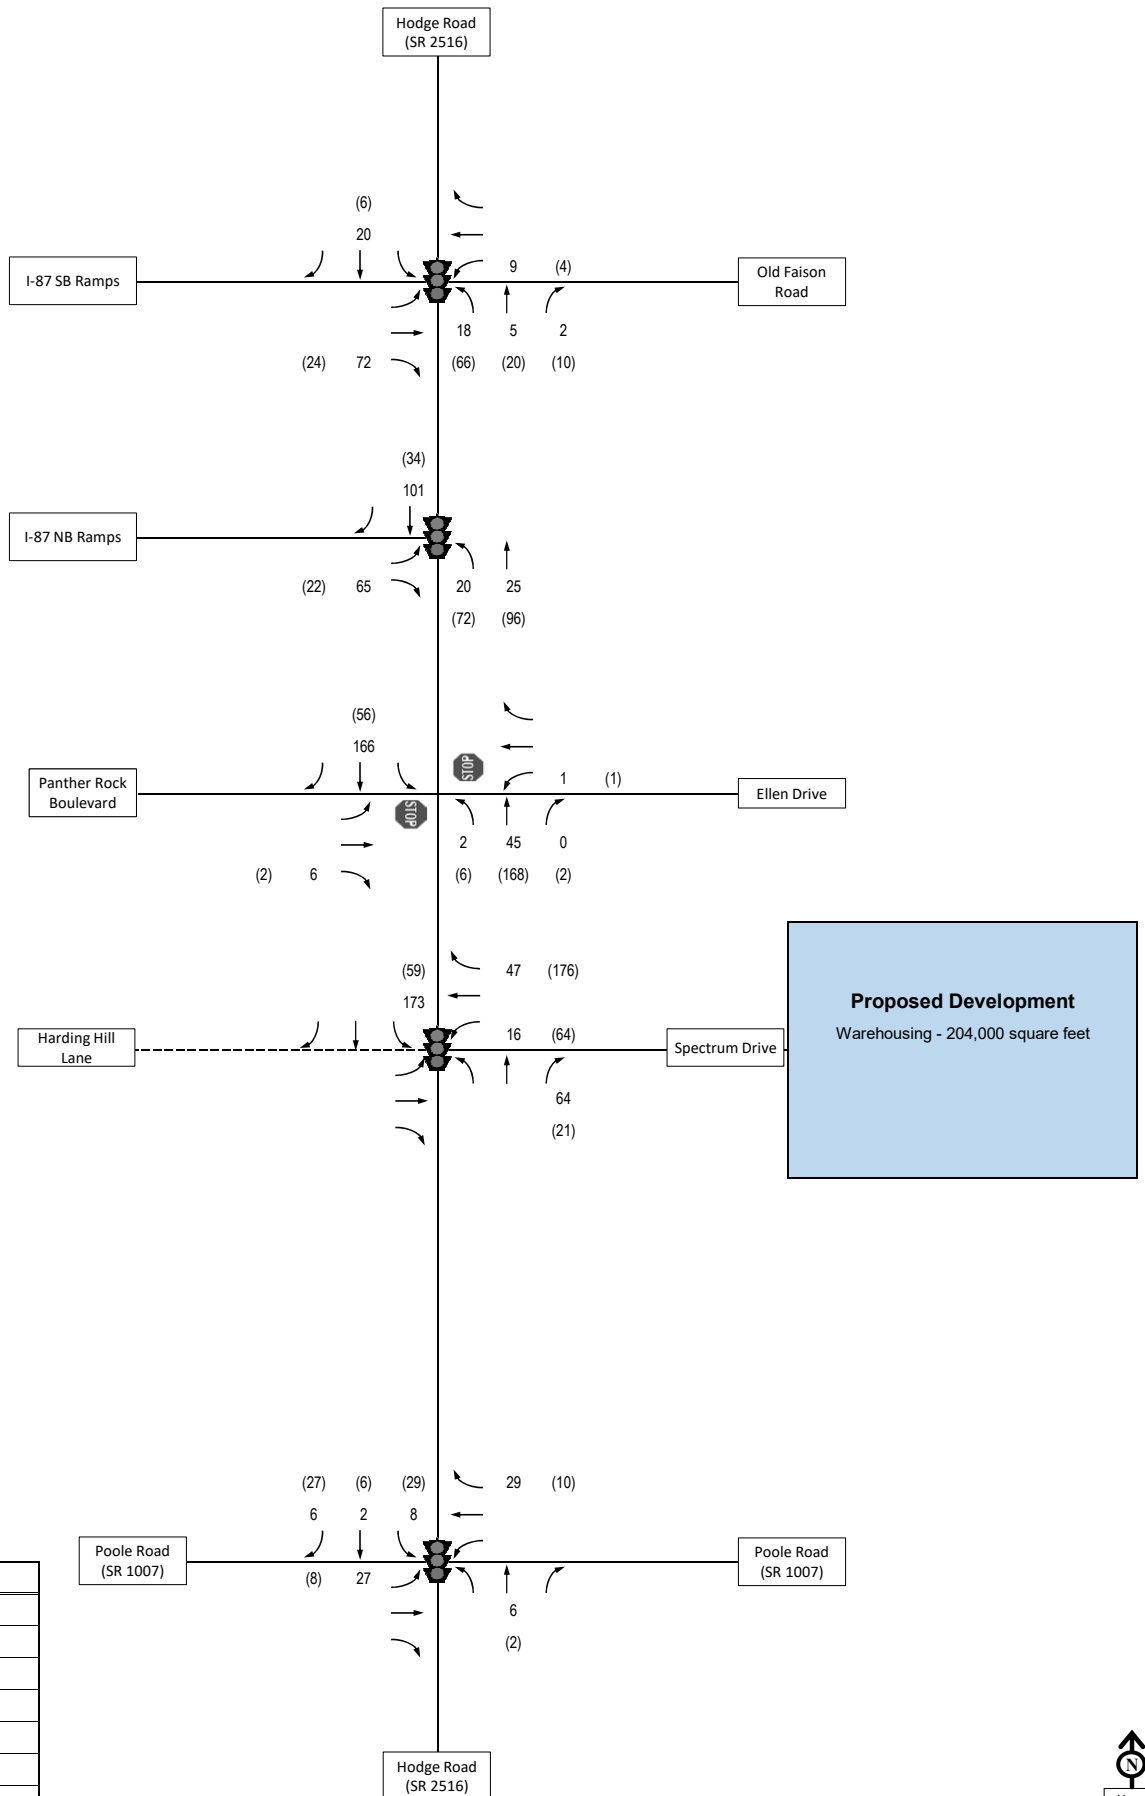 Hodge Road
(SR 2516)
(6)
20
I-87 SB Ramps
9 (4)
Old Faison
Road
18 5 2
(24) 72 (66) (20) (10)
(34)
101
I-87 NB Ramps
(22) 65 20 25
(72) (96)
(56)
166
STOP
Panther Rock
Boulevard
1 (1)
Ellen Drive
STOP
2 45 0
(2) 6 (6) (168) (2)
(59) 47 (176)
173
Proposed Development
Warehousing - 204,000 square feet
Harding Hill
Lane
16 (64)
Spectrum Drive
64
(21)
(27) (6) (29) 29 (10)
6 2 8
Poole Road
(SR 1007)
(8) 27
Poole Road
(SR 1007)
6
(2)
Hodge Road
(SR 2516)
N